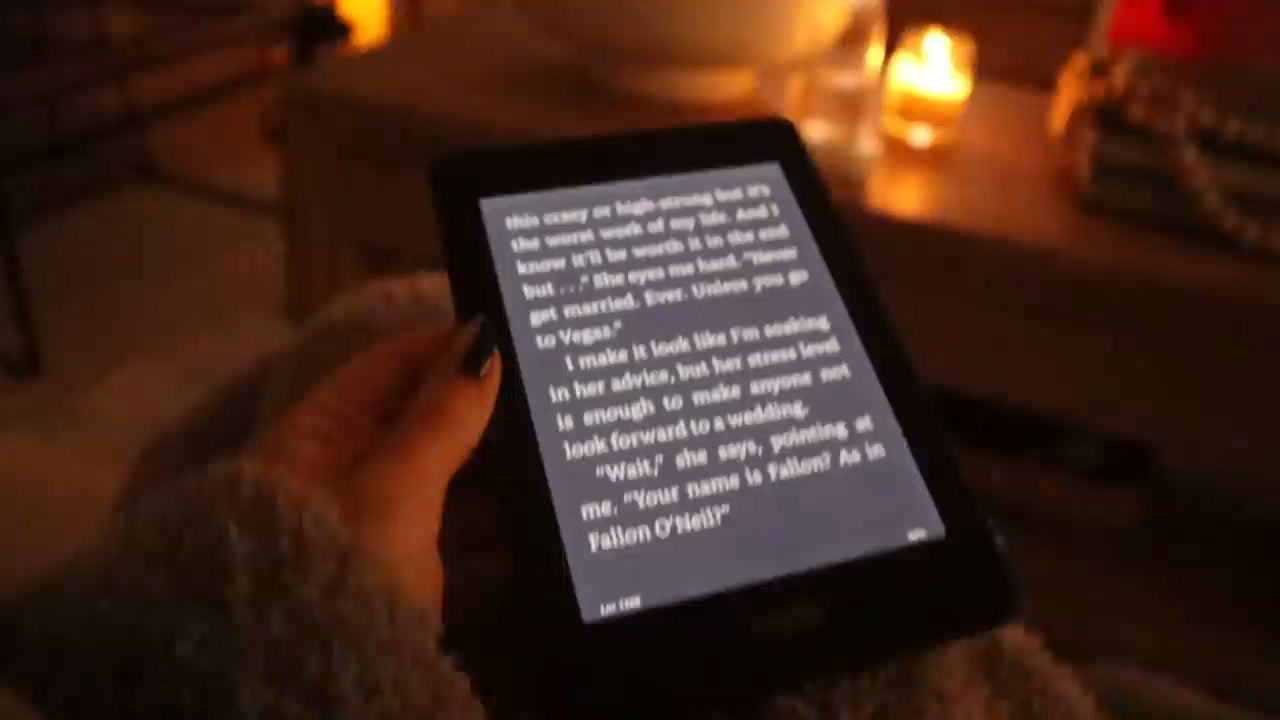 this crazy or high-strung but it's
the worst week of my life. And I
know it'll be worth it in the end
but . . ." She eyes me hard. "Never
get married. Ever. Unless you go
to Vegas."
I make it look like I'm soaking
in her advice, but her stress level
is enough to make anyone not
look forward to a wedding.
"Wait," she says, pointing at
me. "Your name is Fallon? As in
Fallon O'Neil?"
Loc